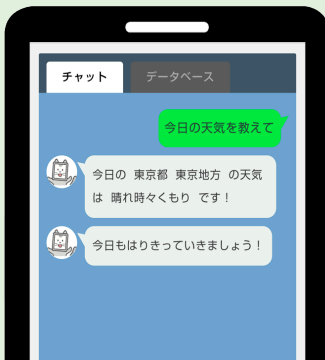 チャット
データベース
今日の天気を教えて
今日の 東京都 東京地方 の天気
は 晴れ時々くもり です！
今日もはりきっていきましょう！